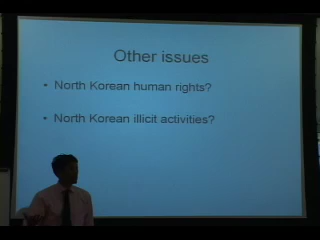 Other issues
• North Korean human rights?
• North Korean illicit activities?